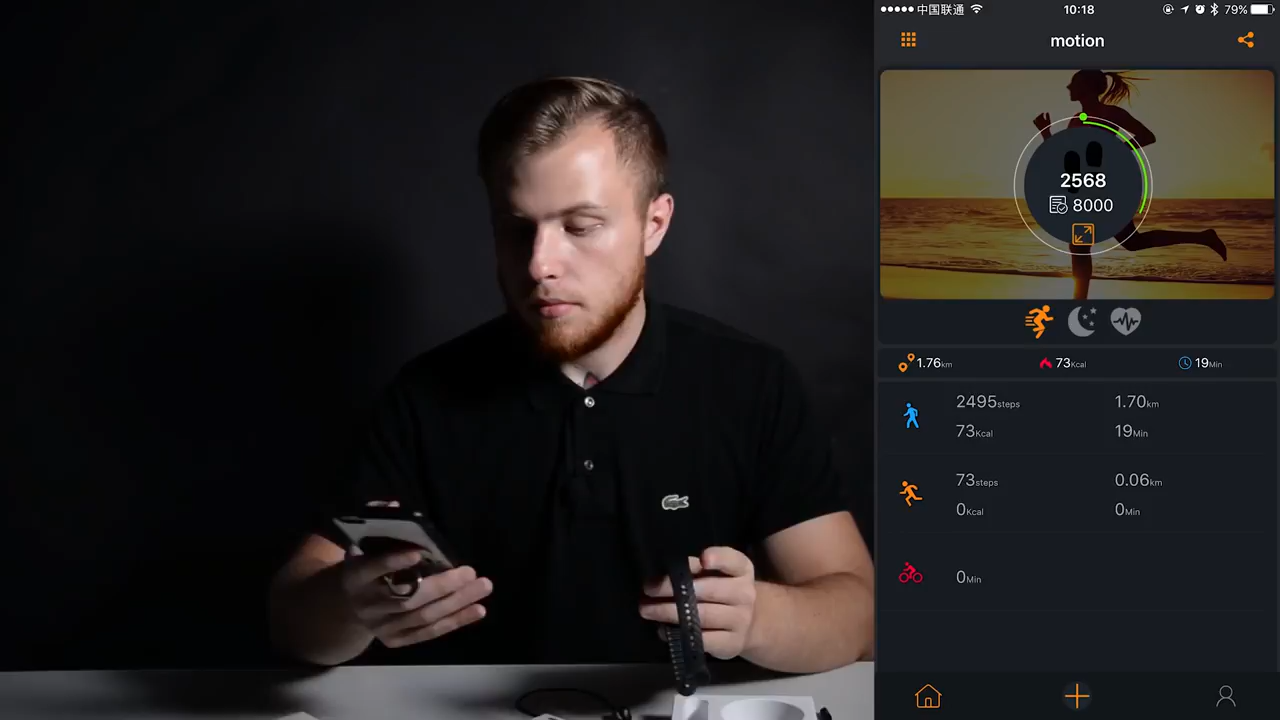 中国联通 10:18 79%
motion
2568
8000
1.76km 73Kcal 19Min
2495steps 1.70km
73Kcal 19Min
73steps 0.06km
0Kcal 0Min
0Min